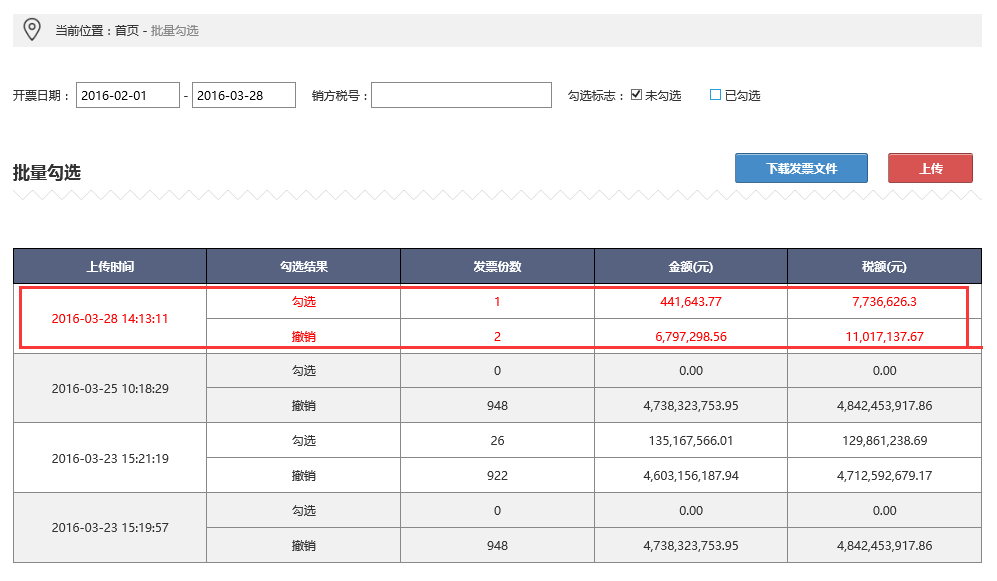 当前位置：首页 - 批量勾选
开票日期： 2016-02-01 - 2016-03-28 销方税号： 勾选标志： 未勾选 已勾选
批量勾选 下载发票文件 上传
上传时间 勾选结果 发票份数 金额(元) 税额(元)
2016-03-28 14:13:11 勾选 1 441,643.77 7,736,626.3
撤销 2 6,797,298.56 11,017,137.67
2016-03-25 10:18:29 勾选 0 0.00 0.00
撤销 948 4,738,323,753.95 4,842,453,917.86
2016-03-23 15:21:19 勾选 26 135,167,566.01 129,861,238.69
撤销 922 4,603,156,187.94 4,712,592,679.17
2016-03-23 15:19:57 勾选 0 0.00 0.00
撤销 948 4,738,323,753.95 4,842,453,917.86